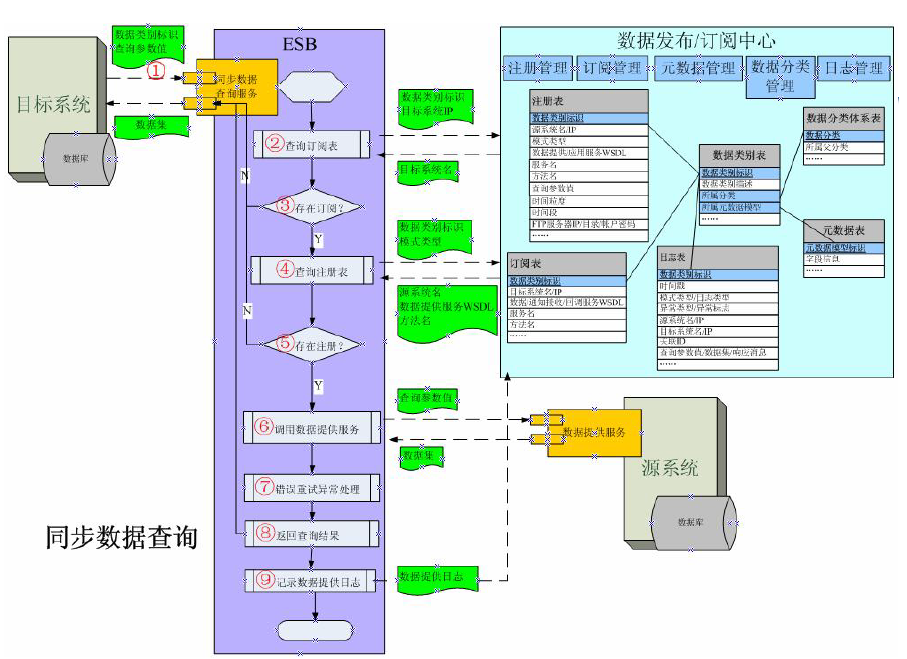 数据类别标识
查询参数值
①
目标系统
数据库
数据集
同步数据
查询服务
ESB
②查询订阅表
N
③存在订阅？
Y
④查询注册表
N
⑤存在注册？
Y
⑥调用数据提供服务
⑦错误重试异常处理
⑧返回查询结果
⑨记录数据提供日志
同步数据查询
数据类别标识
目标系统IP
目标系统名
数据类别标识
模式类型
源系统名
数据提供服务WSDL
方法名
查询参数值
数据集
数据提供日志
数据提供服务
源系统
数据库
数据发布/订阅中心
注册管理
订阅管理
元数据管理
数据分类
管理
日志管理
注册表
数据类别标识
源系统名/IP
模式类型
数据提供/应用服务WSDL
服务名
方法名
查询参数值
时间粒度
时间段
FTP服务器IP/目录/帐户密码
……
订阅表
数据类别标识
目标系统名/IP
数据/通知接收/回调服务WSDL
服务名
方法名
……
数据类别表
数据类别标识
数据类别描述
所属分类
所属元数据模型
……
日志表
数据类别标识
时间戳
模式类型/日志类型
异常类型/异常标志
源系统名/IP
目标系统名/IP
关联ID
查询参数值/数据集/响应消息
……
数据分类体系表
数据分类
所属父分类
……
元数据表
元数据模型标识
字段信息
……